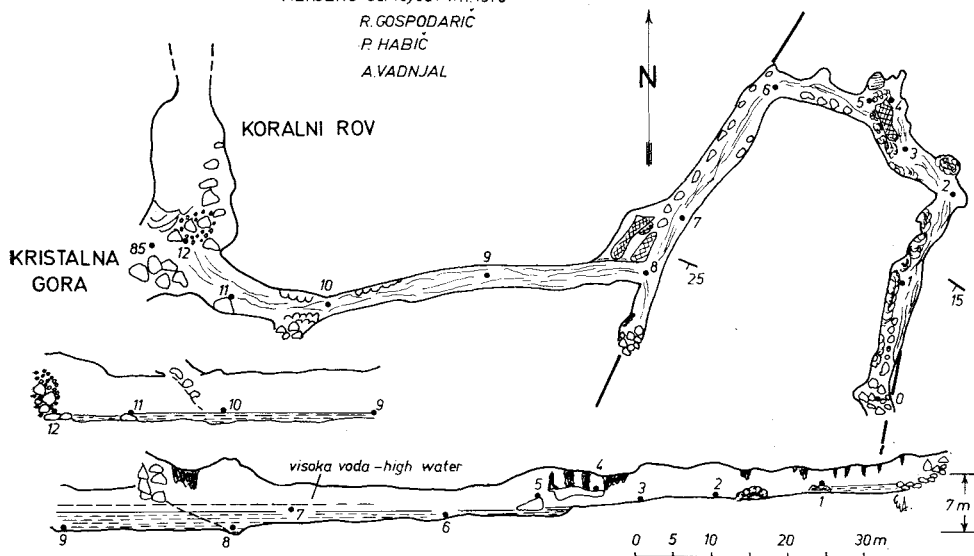 R. GOSPODARIČ
P. HABIČ
A. VADNJAL
N
KORALNI ROV
KRISTALNA
GORA
85
12
11
10
9
8
7
6
5
4
3
2
1
0
25
15
12
11
10
9
visoka voda – high water
9
8
7
6
5
4
3
2
1
7 m
0 5 10 20 30 m